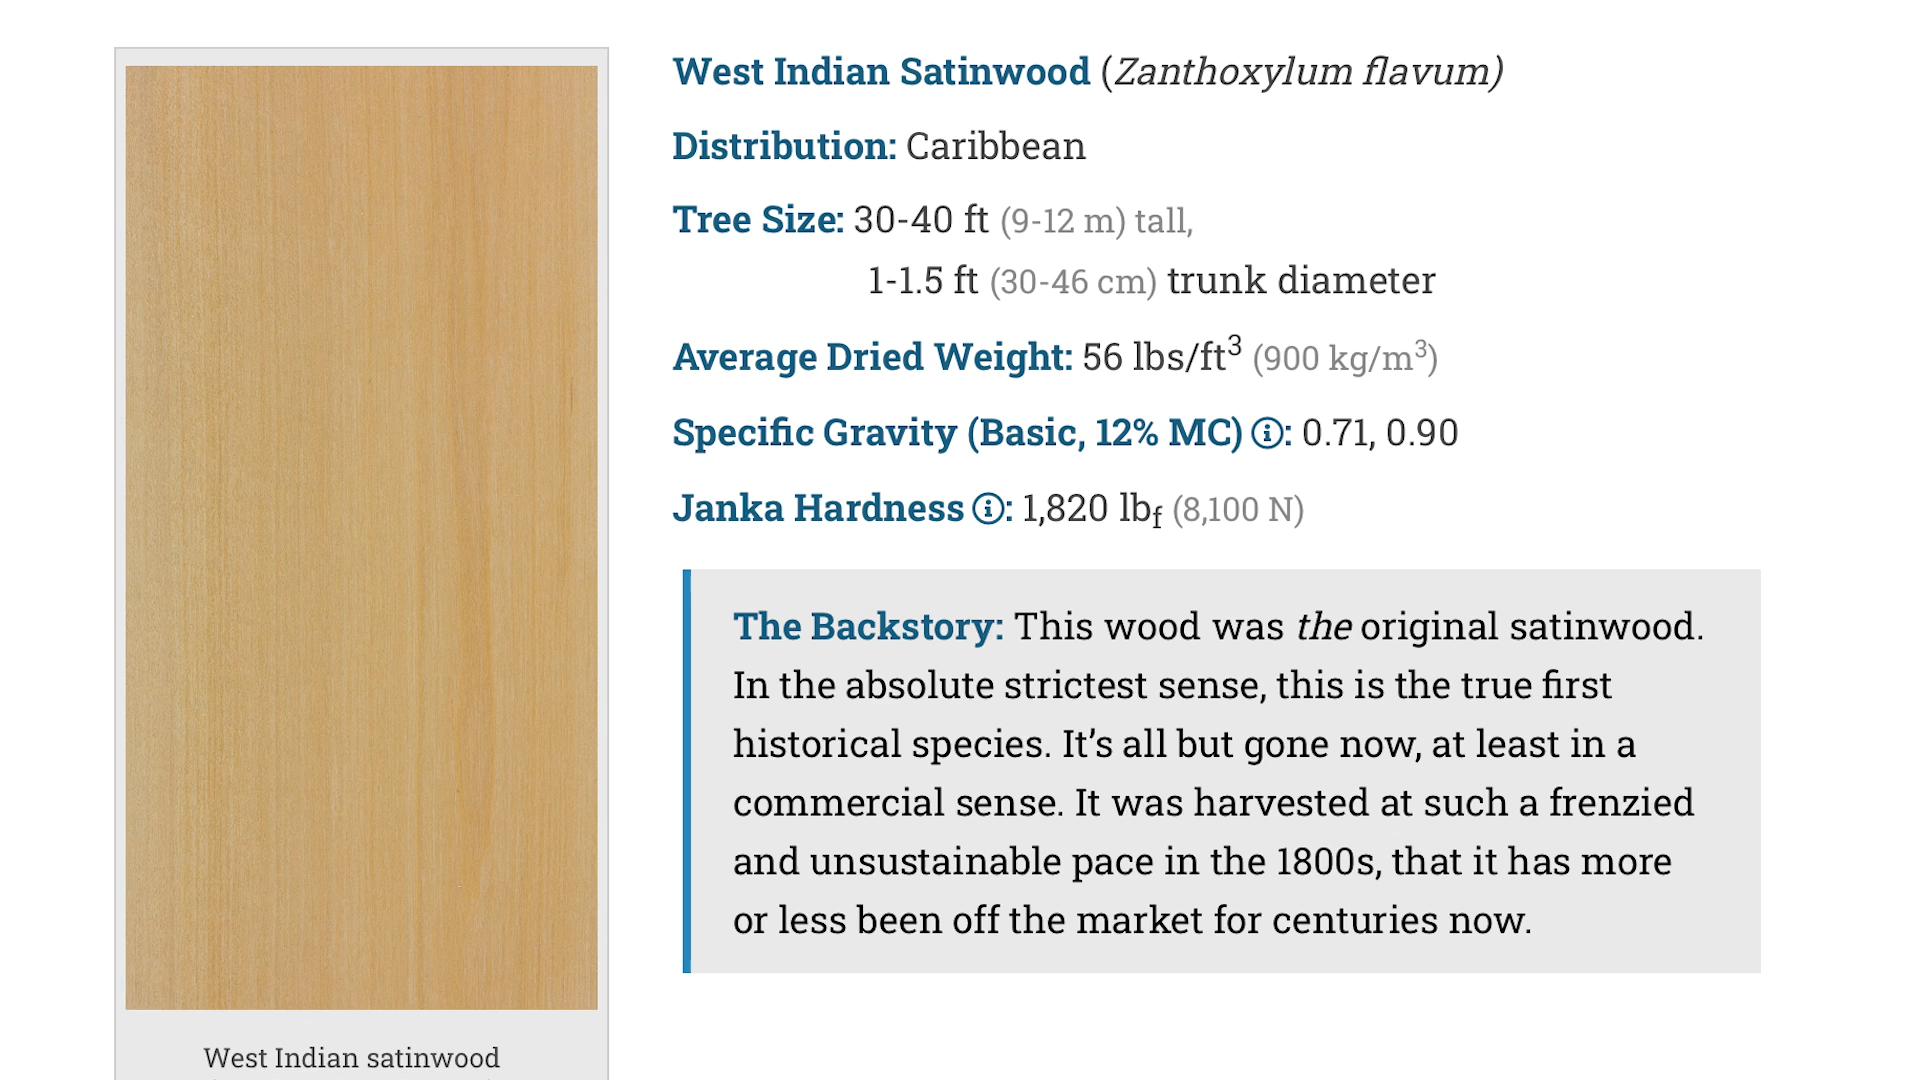 West Indian Satinwood (Zanthoxylum flavum)
Distribution: Caribbean
Tree Size: 30-40 ft (9-12 m) tall,
1-1.5 ft (30-46 cm) trunk diameter
Average Dried Weight: 56 lbs/ft³ (900 kg/m³)
Specific Gravity (Basic, 12% MC) ⓘ: 0.71, 0.90
Janka Hardness ⓘ: 1,820 lbf (8,100 N)
The Backstory: This wood was the original satinwood.
In the absolute strictest sense, this is the true first
historical species. It’s all but gone now, at least in a
commercial sense. It was harvested at such a frenzied
and unsustainable pace in the 1800s, that it has more
or less been off the market for centuries now.
West Indian satinwood